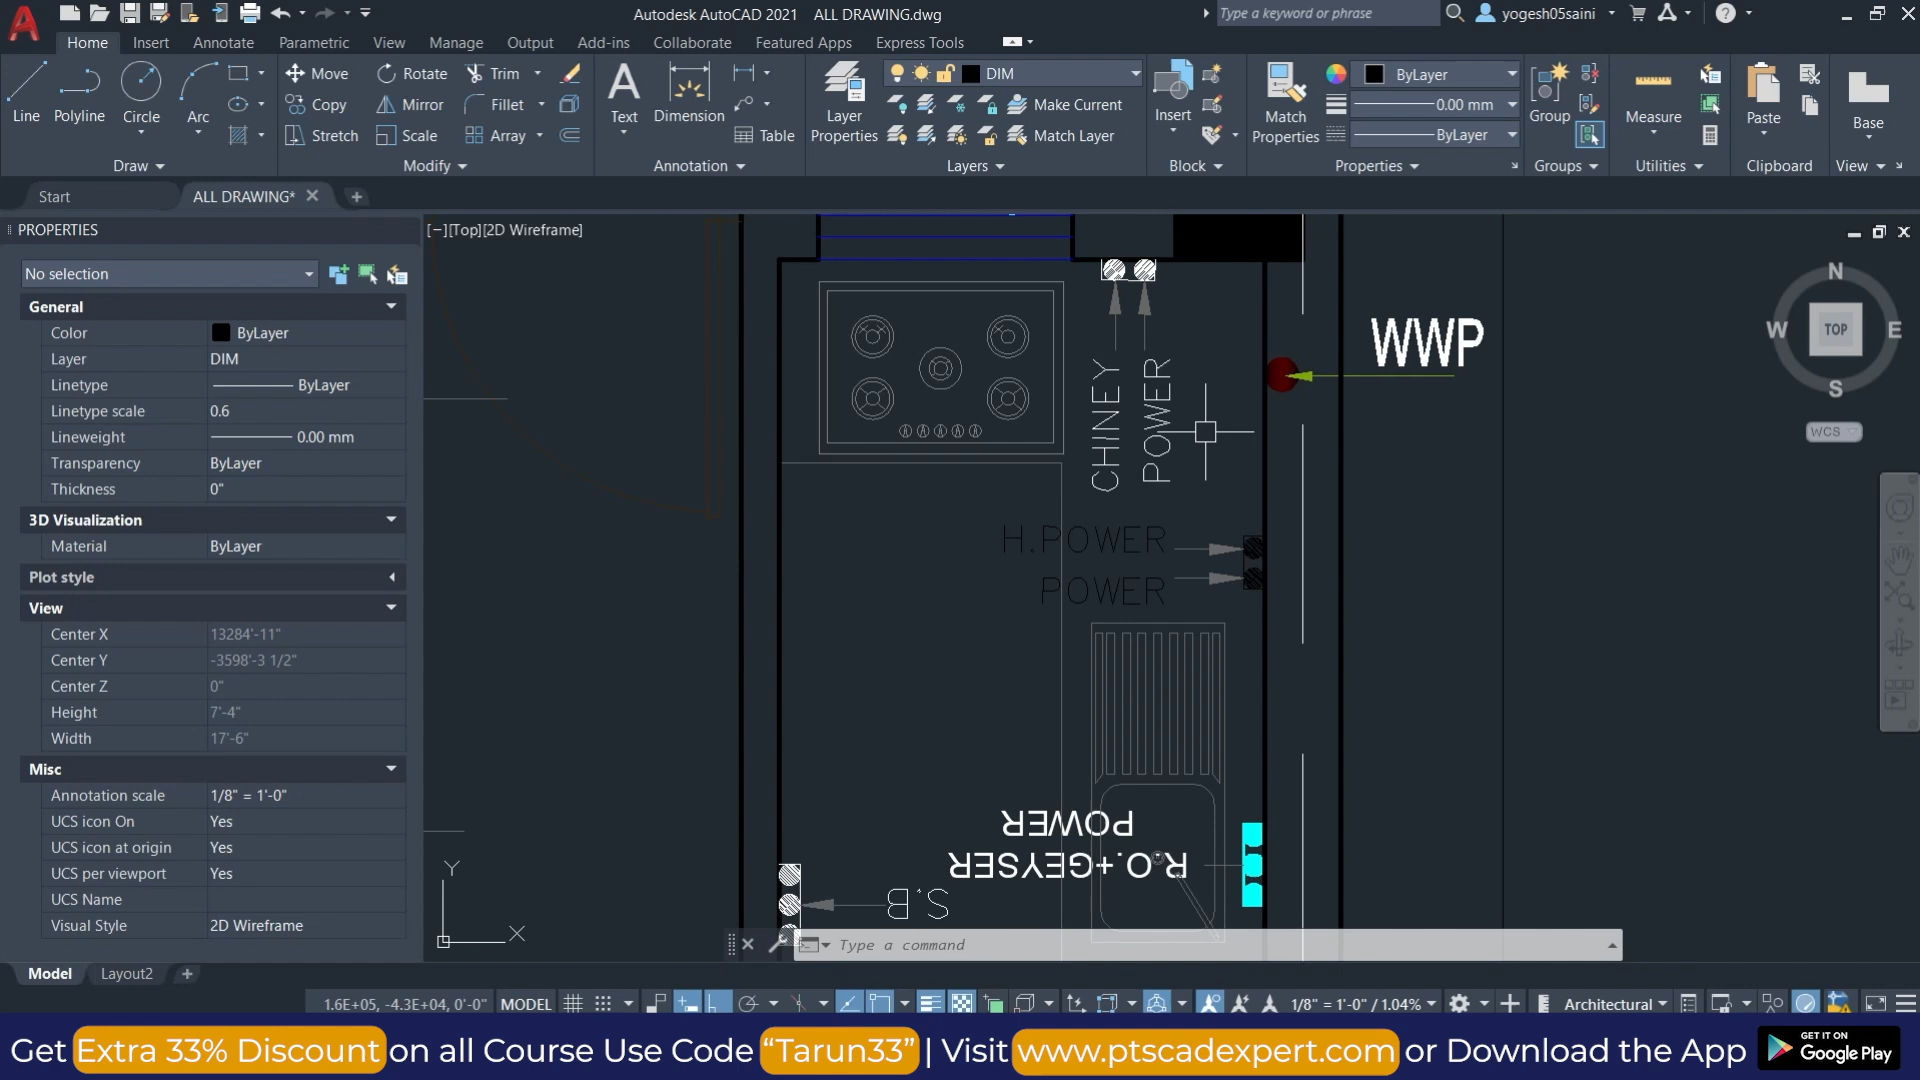 Autodesk AutoCAD 2021 ALL DRAWING.dwg
Type a keyword or phrase
yogesh05saini
Home Insert Annotate Parametric View Manage Output Add-ins Collaborate Featured Apps Express Tools
Line Polyline Circle Arc
Move Rotate Trim
Copy Mirror Fillet
Stretch Scale Array
Text Dimension Table
Layer Properties
DIM
Make Current
Match Layer
Insert
Match Properties
ByLayer
0.00 mm
ByLayer
Group
Measure
Paste
Base
Draw Modify Annotation Layers Block Properties Groups Utilities Clipboard View
Start ALL DRAWING*
PROPERTIES
No selection
General
Color ByLayer
Layer DIM
Linetype ByLayer
Linetype scale 0.6
Lineweight 0.00 mm
Transparency ByLayer
Thickness 0"
3D Visualization
Material ByLayer
Plot style
View
Center X 13284'-11"
Center Y -3598'-3 1/2"
Center Z 0"
Height 7'-4"
Width 17'-6"
Misc
Annotation scale 1/8" = 1'-0"
UCS icon On Yes
UCS icon at origin Yes
UCS per viewport Yes
UCS Name
Visual Style 2D Wireframe
[−][Top][2D Wireframe]
CHINEY
POWER
WWP
H.POWER
POWER
POWER
R.O.+GEYSER
S.B
N
W TOP E
S
WCS
Y
X
Type a command
Model Layout2
1.6E+05, -4.3E+04, 0'-0" MODEL 1/8" = 1'-0" / 1.04% Architectural
Get Extra 33% Discount on all Course Use Code “Tarun33” | Visit www.ptscadexpert.com or Download the App
GET IT ON
Google Play